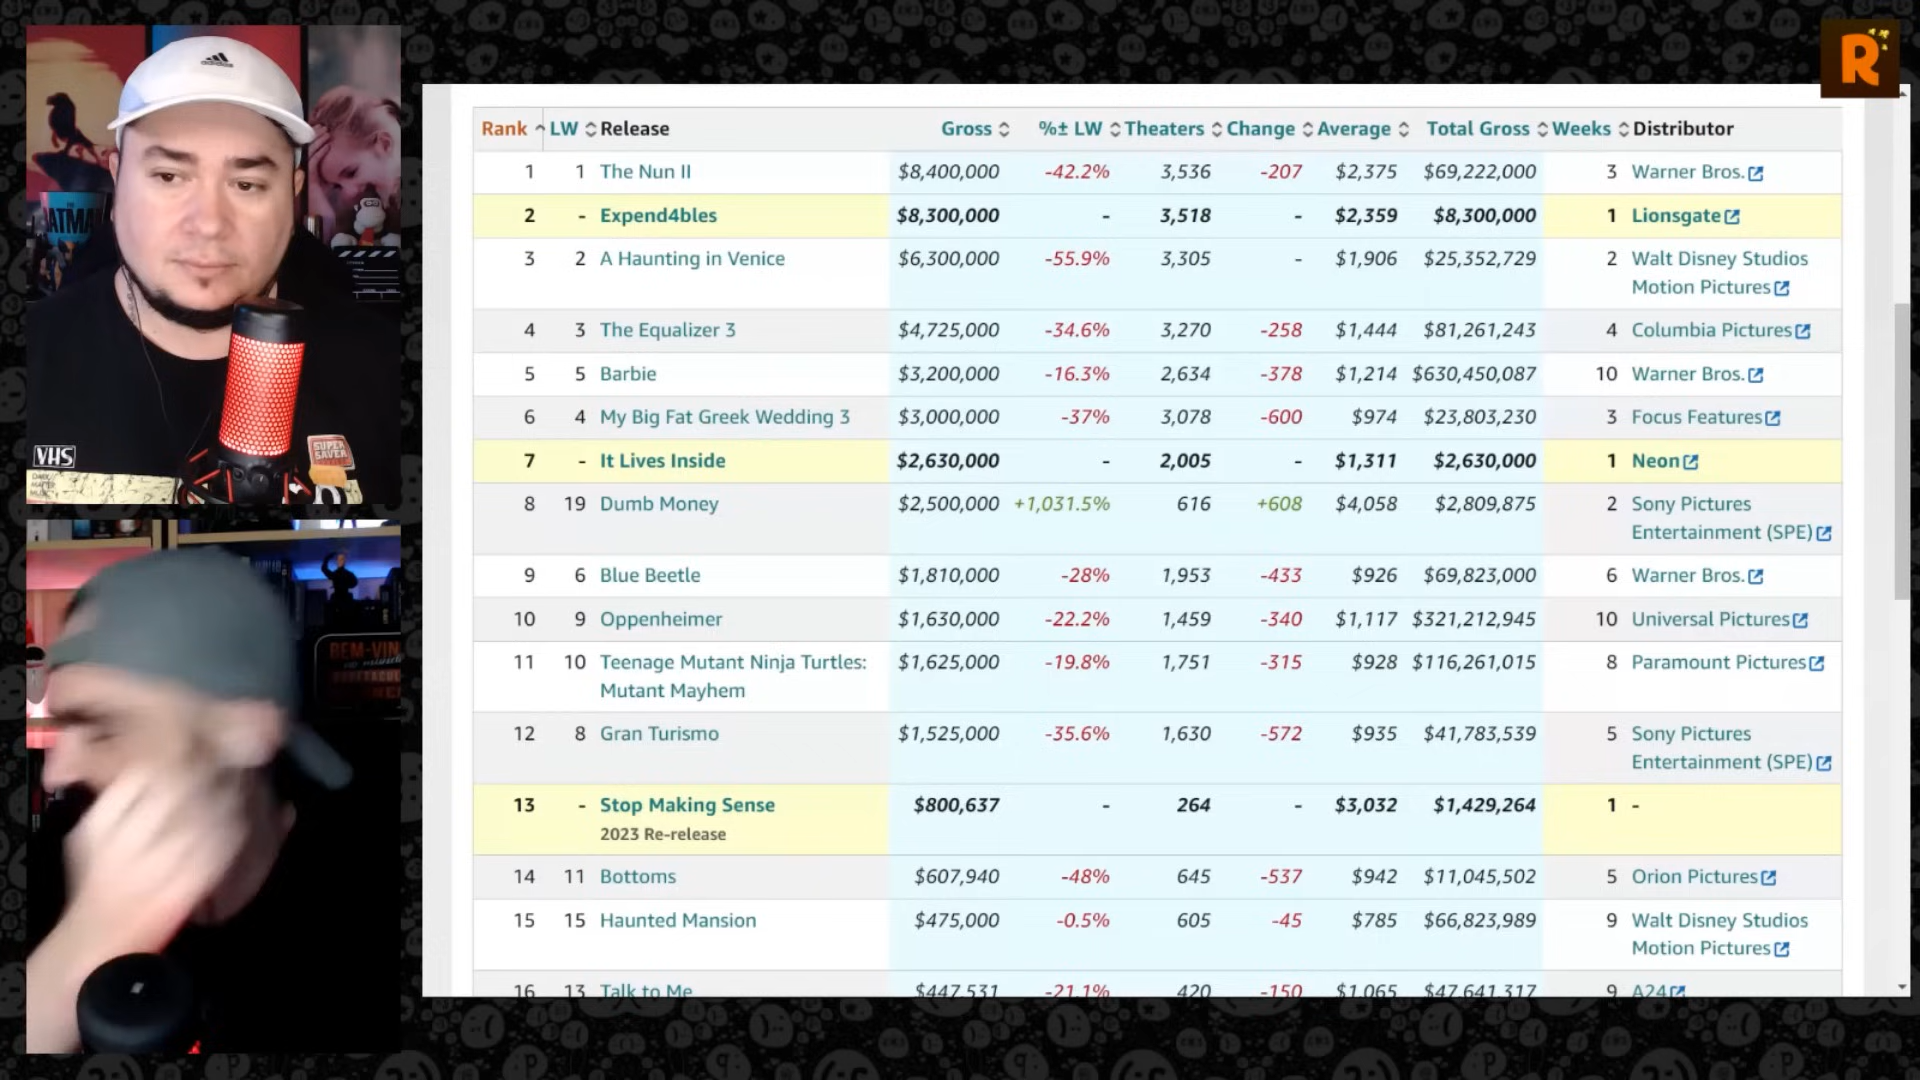 adidas
ATMA
VHS
SUPER
SAVER
BEM-VIN
R
Rank LW Release Gross %± LW Theaters Change Average Total Gross Weeks Distributor
1 1 The Nun II $8,400,000 -42.2% 3,536 -207 $2,375 $69,222,000 3 Warner Bros.
2 - Expend4bles $8,300,000 - 3,518 - $2,359 $8,300,000 1 Lionsgate
3 2 A Haunting in Venice $6,300,000 -55.9% 3,305 - $1,906 $25,352,729 2 Walt Disney Studios
Motion Pictures
4 3 The Equalizer 3 $4,725,000 -34.6% 3,270 -258 $1,444 $81,261,243 4 Columbia Pictures
5 5 Barbie $3,200,000 -16.3% 2,634 -378 $1,214 $630,450,087 10 Warner Bros.
6 4 My Big Fat Greek Wedding 3 $3,000,000 -37% 3,078 -600 $974 $23,803,230 3 Focus Features
7 - It Lives Inside $2,630,000 - 2,005 - $1,311 $2,630,000 1 Neon
8 19 Dumb Money $2,500,000 +1,031.5% 616 +608 $4,058 $2,809,875 2 Sony Pictures
Entertainment (SPE)
9 6 Blue Beetle $1,810,000 -28% 1,953 -433 $926 $69,823,000 6 Warner Bros.
10 9 Oppenheimer $1,630,000 -22.2% 1,459 -340 $1,117 $321,212,945 10 Universal Pictures
11 10 Teenage Mutant Ninja Turtles: $1,625,000 -19.8% 1,751 -315 $928 $116,261,015 8 Paramount Pictures
Mutant Mayhem
12 8 Gran Turismo $1,525,000 -35.6% 1,630 -572 $935 $41,783,539 5 Sony Pictures
Entertainment (SPE)
13 - Stop Making Sense $800,637 - 264 - $3,032 $1,429,264 1 -
2023 Re-release
14 11 Bottoms $607,940 -48% 645 -537 $942 $11,045,502 5 Orion Pictures
15 15 Haunted Mansion $475,000 -0.5% 605 -45 $785 $66,823,989 9 Walt Disney Studios
Motion Pictures
16 13 Talk to Me $447,531 -21.1% 420 -150 $1,065 $47,641,317 9 A24